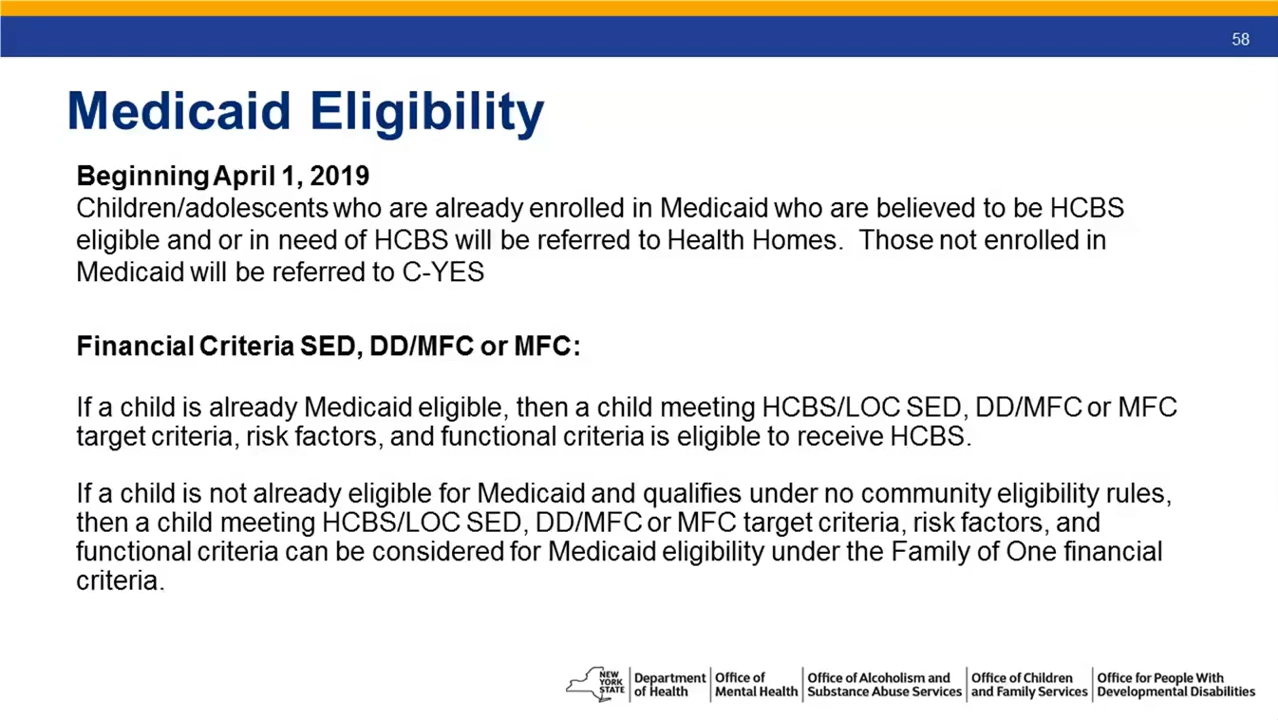 58
Medicaid Eligibility
Beginning April 1, 2019
Children/adolescents who are already enrolled in Medicaid who are believed to be HCBS
eligible and or in need of HCBS will be referred to Health Homes. Those not enrolled in
Medicaid will be referred to C-YES
Financial Criteria SED, DD/MFC or MFC:
If a child is already Medicaid eligible, then a child meeting HCBS/LOC SED, DD/MFC or MFC
target criteria, risk factors, and functional criteria is eligible to receive HCBS.
If a child is not already eligible for Medicaid and qualifies under no community eligibility rules,
then a child meeting HCBS/LOC SED, DD/MFC or MFC target criteria, risk factors, and
functional criteria can be considered for Medicaid eligibility under the Family of One financial
criteria.
NEW
YORK
STATE
Department
of Health
Office of
Mental Health
Office of Alcoholism and
Substance Abuse Services
Office of Children
and Family Services
Office for People With
Developmental Disabilities